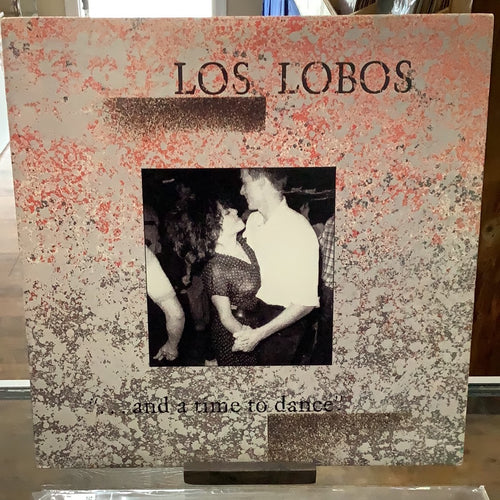 LOS LOBOS
"....and a time to dance"